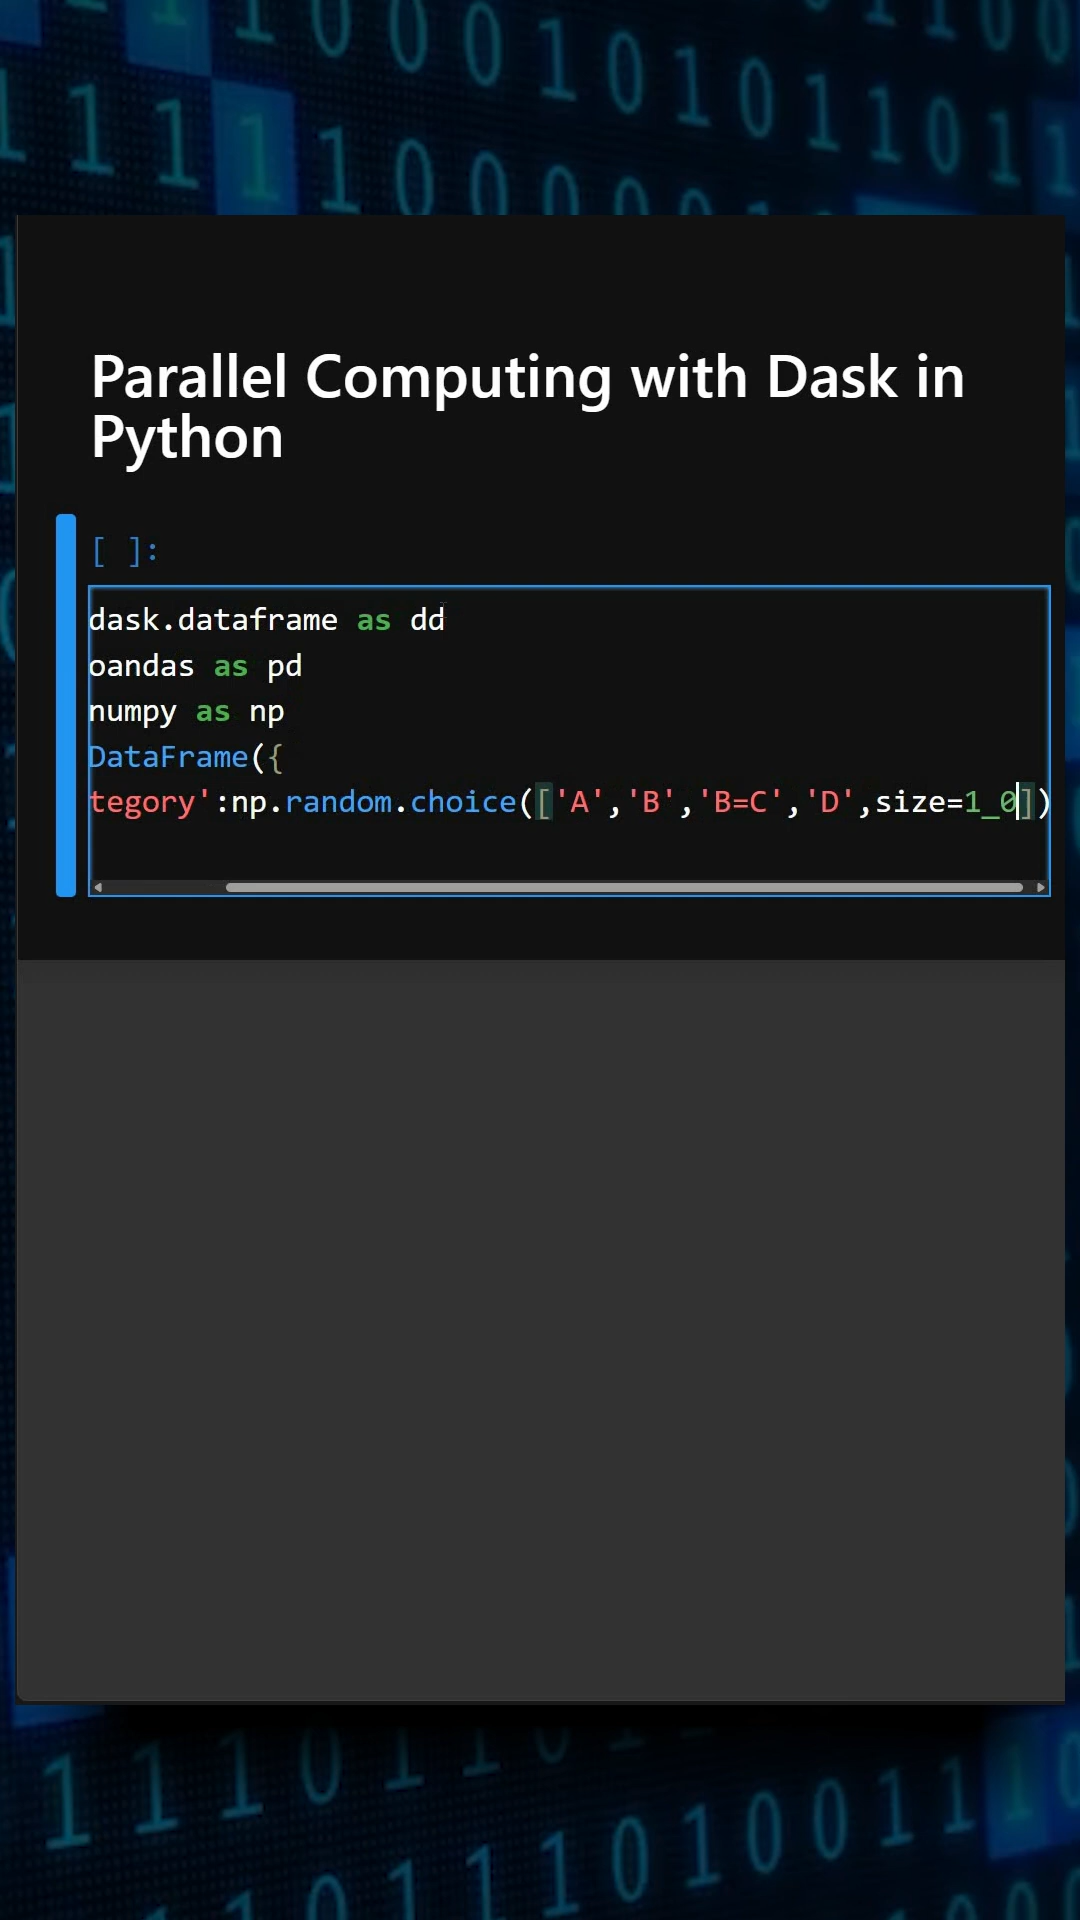 Parallel Computing with Dask in
Python
[ ]:
dask.dataframe as dd
oandas as pd
numpy as np
DataFrame({
tegory':np.random.choice(['A','B','B=C','D',size=1_0])